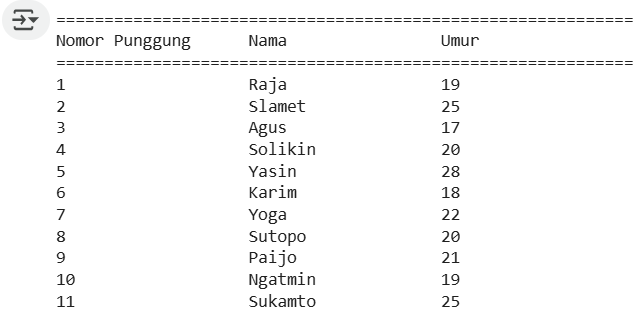 ============================================================
Nomor Punggung      Nama                Umur
============================================================
1                   Raja                19
2                   Slamet              25
3                   Agus                17
4                   Solikin             20
5                   Yasin               28
6                   Karim               18
7                   Yoga                22
8                   Sutopo              20
9                   Paijo               21
10                  Ngatmin             19
11                  Sukamto             25